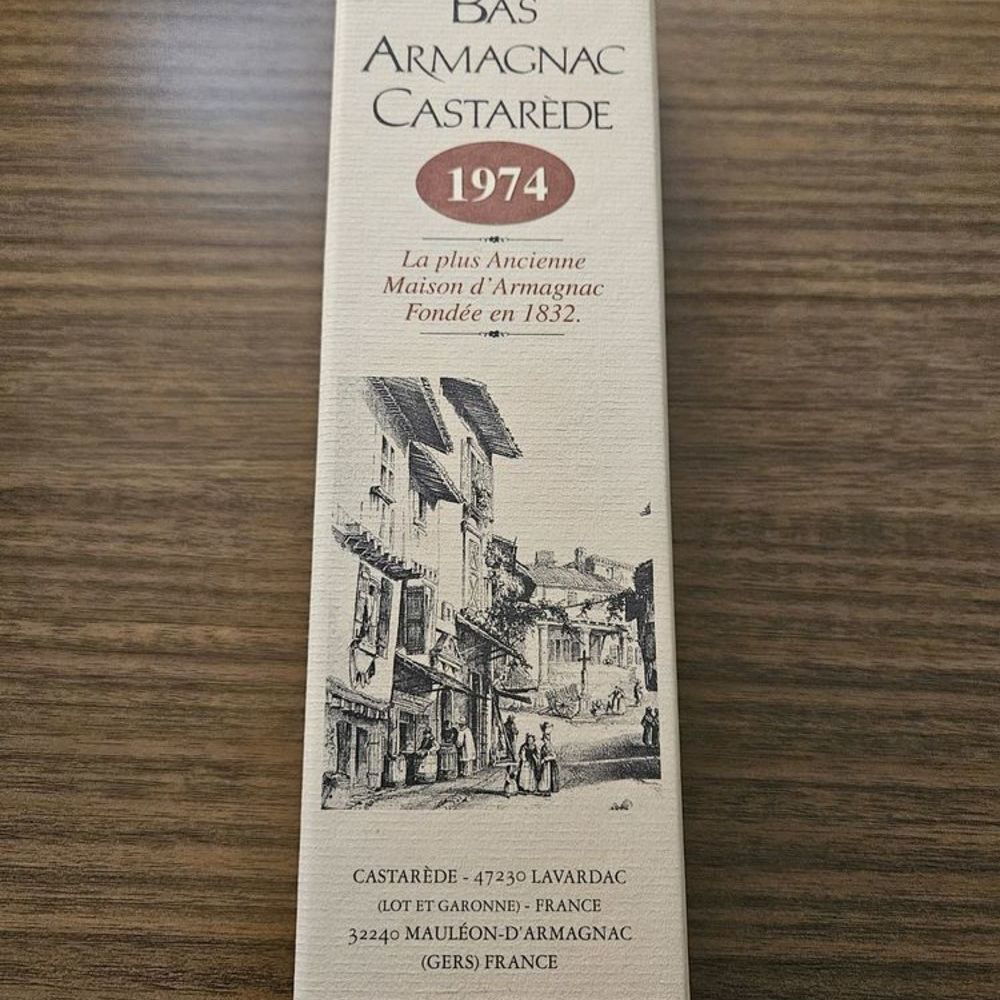 BAS
ARMAGNAC
CASTARÈDE
1974
La plus Ancienne
Maison d'Armagnac
Fondée en 1832.
CASTARÈDE - 47230 LAVARDAC
(LOT ET GARONNE) - FRANCE
32240 MAULÉON-D'ARMAGNAC
(GERS) FRANCE